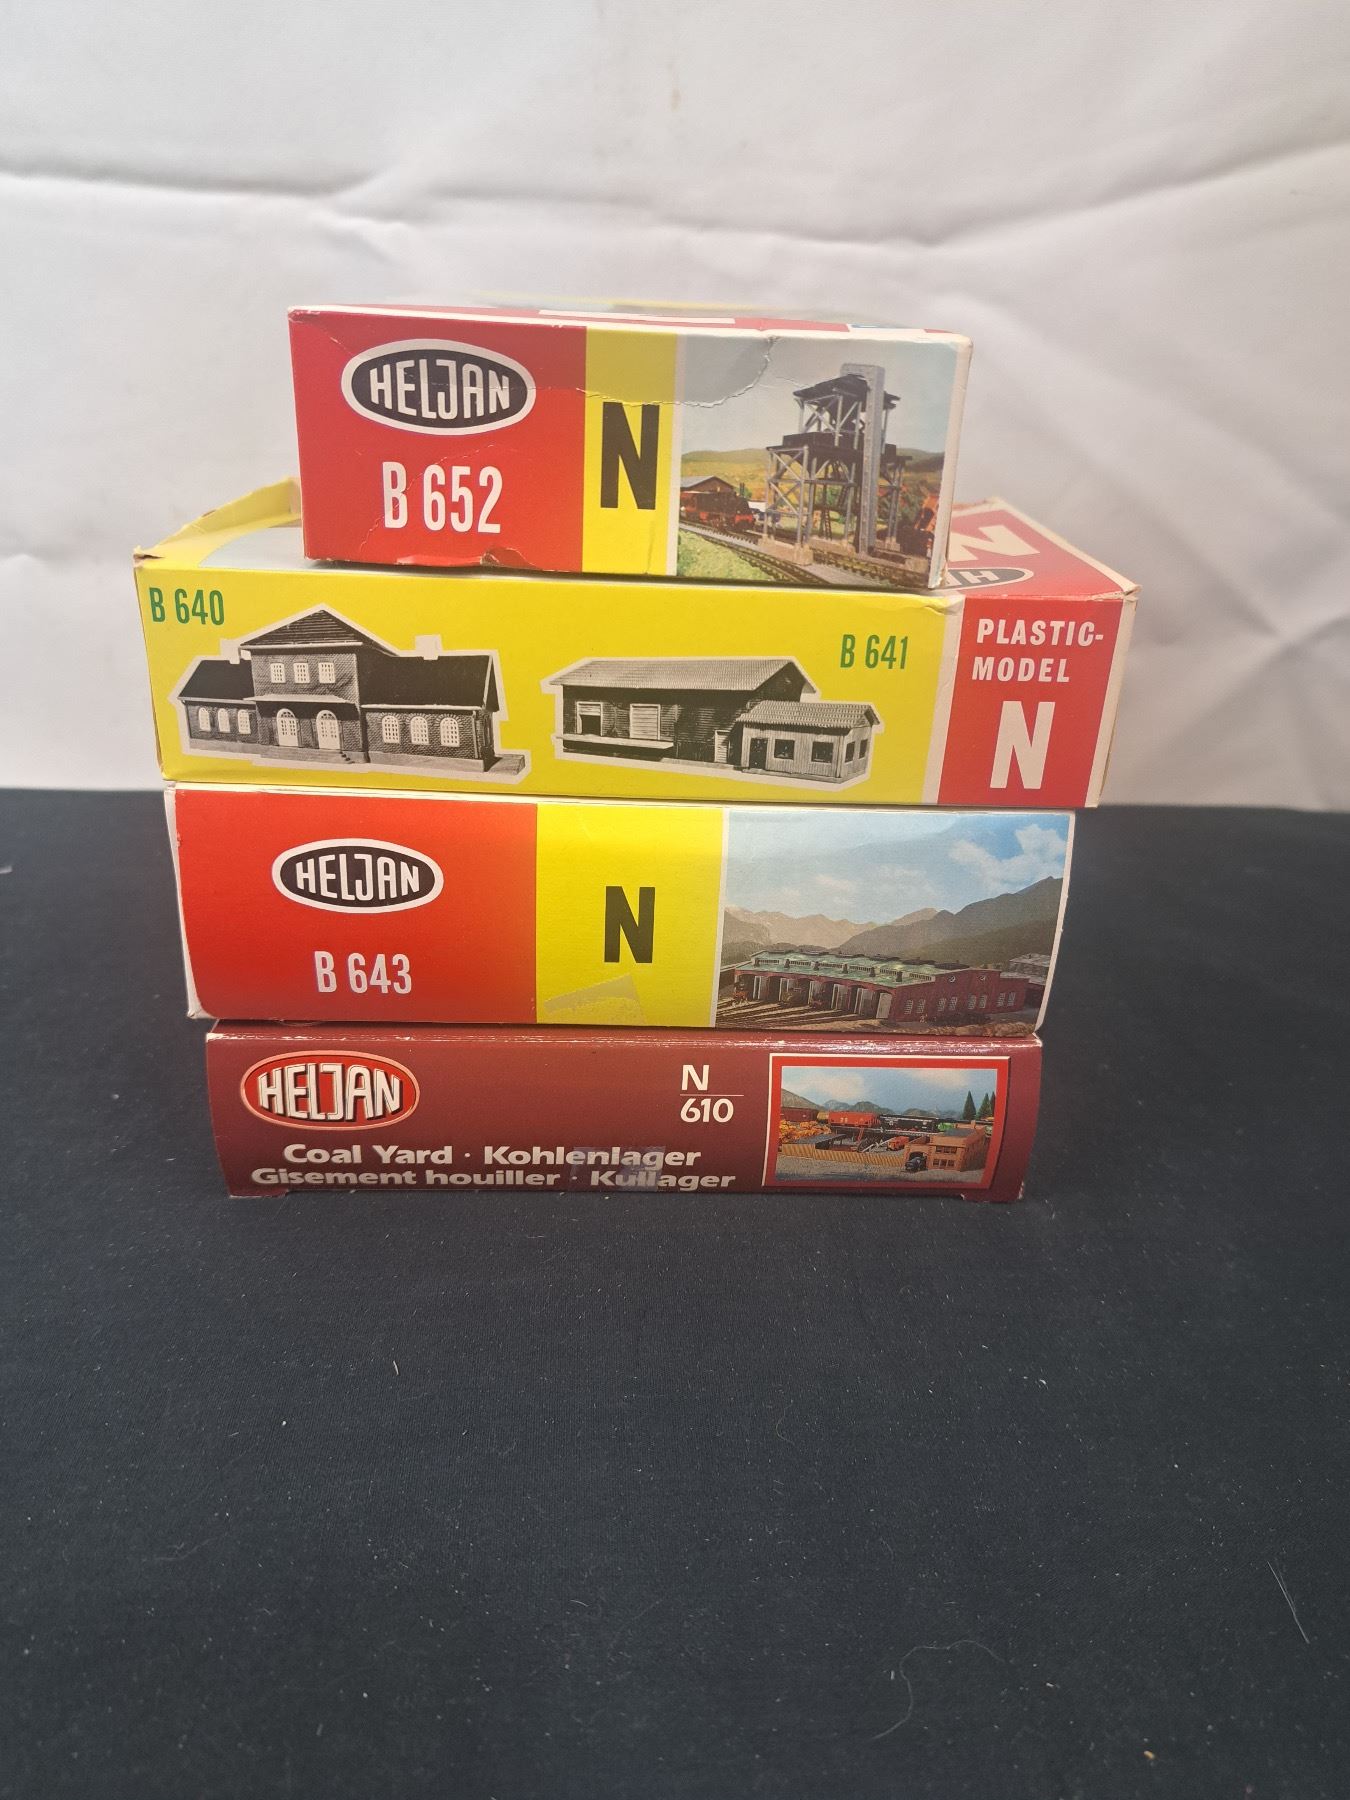 HELJAN
B 652
N
B 640
B 641
N
PLASTIC-
MODEL
N
HELJAN
B 643
N
HELJAN
N
610
Coal Yard · Kohlenlager
Gisement houiller · Kullager